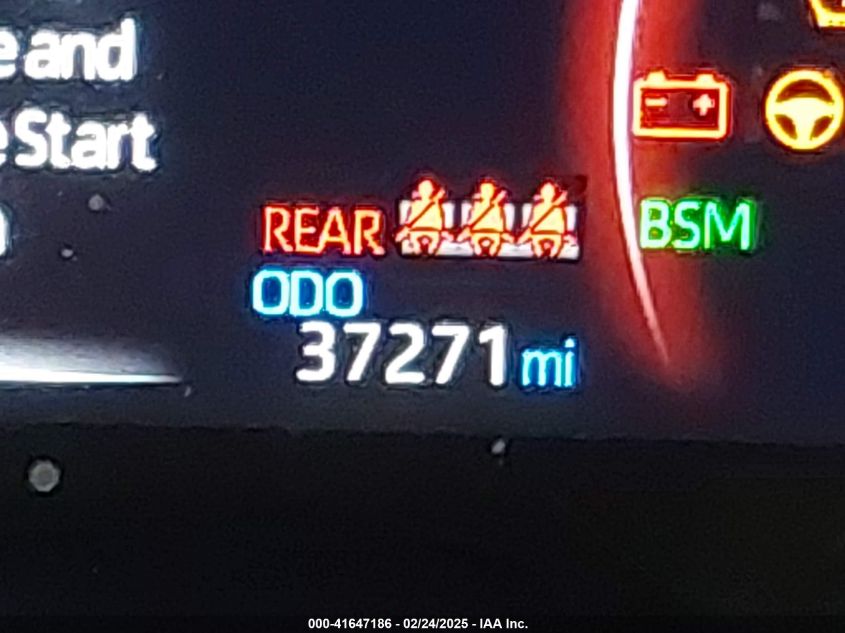 and
Start
REAR
BSM
ODO
37271 mi
000-41647186 - 02/24/2025 - IAA Inc.